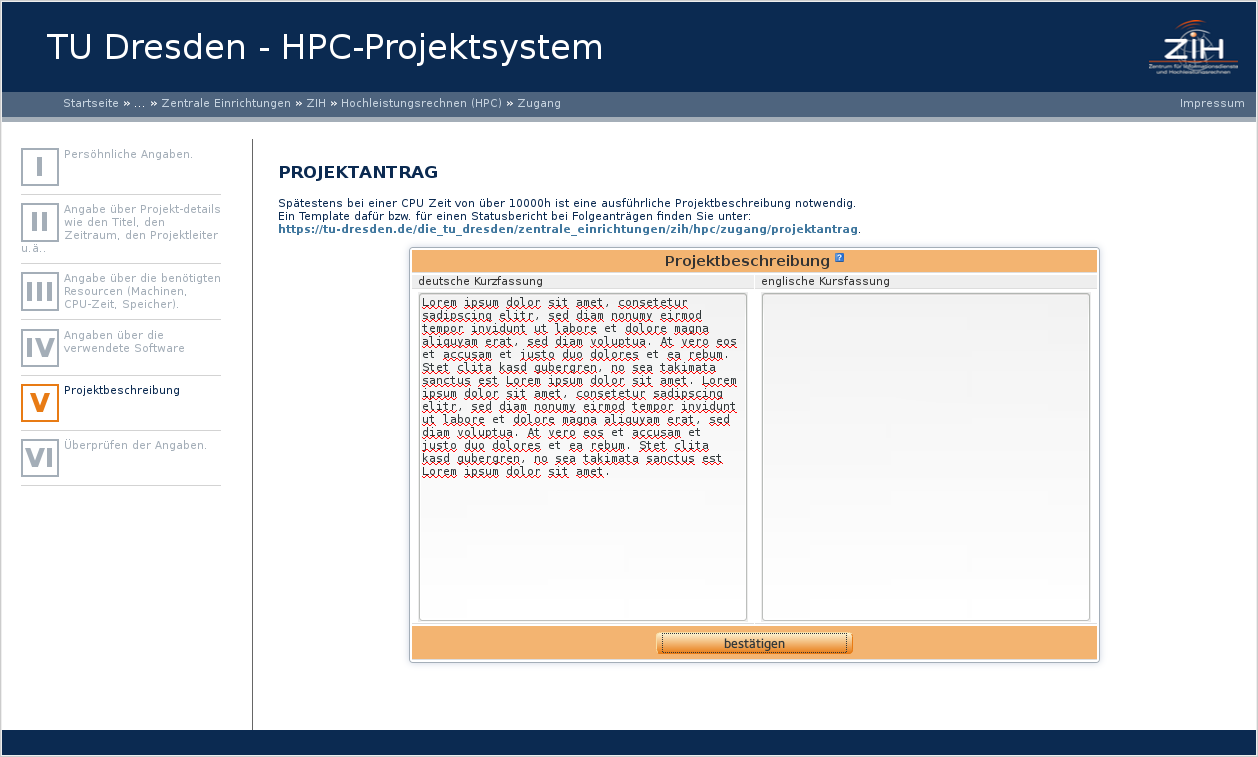 TU Dresden - HPC-Projektsystem
ZIH
Zentrum für Informationsdienste
und Hochleistungsrechnen
Startseite » ... » Zentrale Einrichtungen » ZIH » Hochleistungsrechnen (HPC) » Zugang
Impressum
I
Persöhnliche Angaben.
II
Angabe über Projekt-details
wie den Titel, den
Zeitraum, den Projektleiter
u.ä..
III
Angabe über die benötigten
Resourcen (Machinen,
CPU-Zeit, Speicher).
IV
Angaben über die
verwendete Software
V
Projektbeschreibung
VI
Überprüfen der Angaben.
PROJEKTANTRAG
Spätestens bei einer CPU Zeit von über 10000h ist eine ausführliche Projektbeschreibung notwendig.
Ein Template dafür bzw. für einen Statusbericht bei Folgeanträgen finden Sie unter:
https://tu-dresden.de/die_tu_dresden/zentrale_einrichtungen/zih/hpc/zugang/projektantrag.
Projektbeschreibung ?
deutsche Kurzfassung
Lorem ipsum dolor sit amet, consetetur
sadipscing elitr, sed diam nonumy eirmod
tempor invidunt ut labore et dolore magna
aliquyam erat, sed diam voluptua. At vero eos
et accusam et justo duo dolores et ea rebum.
Stet clita kasd gubergren, no sea takimata
sanctus est Lorem ipsum dolor sit amet. Lorem
ipsum dolor sit amet, consetetur sadipscing
elitr, sed diam nonumy eirmod tempor invidunt
ut labore et dolore magna aliquyam erat, sed
diam voluptua. At vero eos et accusam et
justo duo dolores et ea rebum. Stet clita
kasd gubergren, no sea takimata sanctus est
Lorem ipsum dolor sit amet.
englische Kursfassung
bestätigen